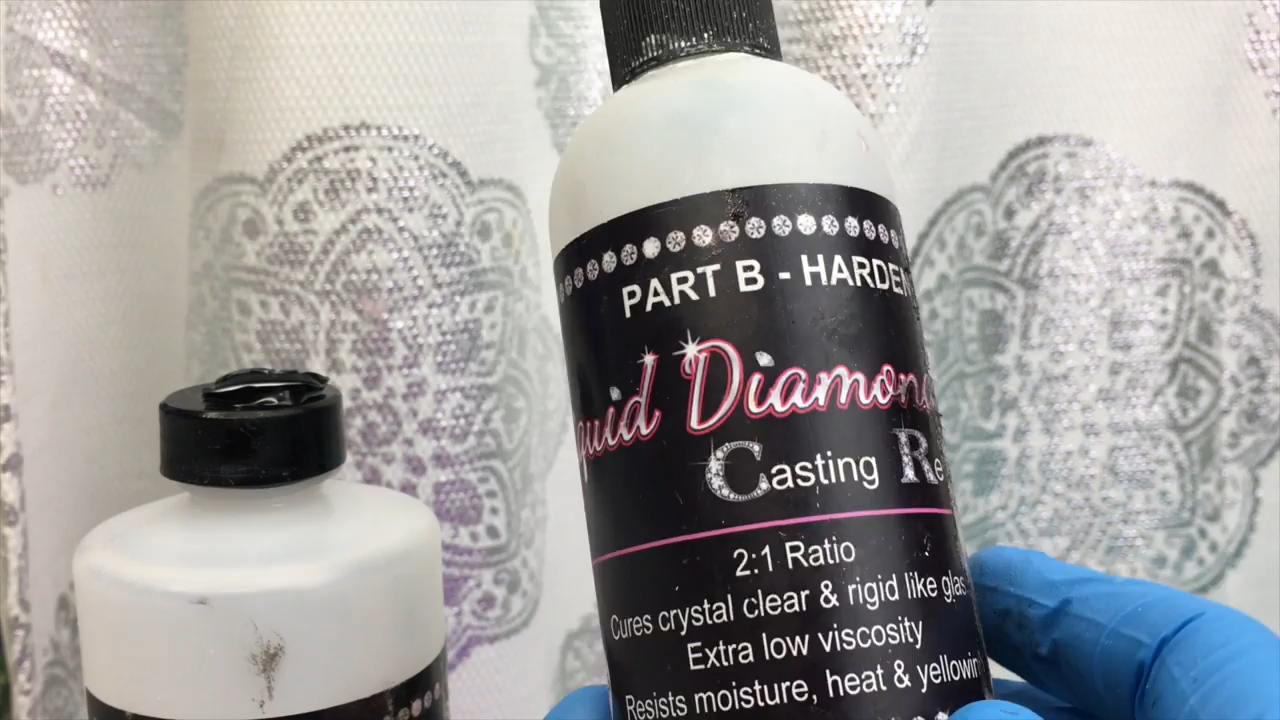 PART B - HARDEN
quid Diamond
Casting Re
2:1 Ratio
Cures crystal clear & rigid like glas
Extra low viscosity
Resists moisture, heat & yellowin